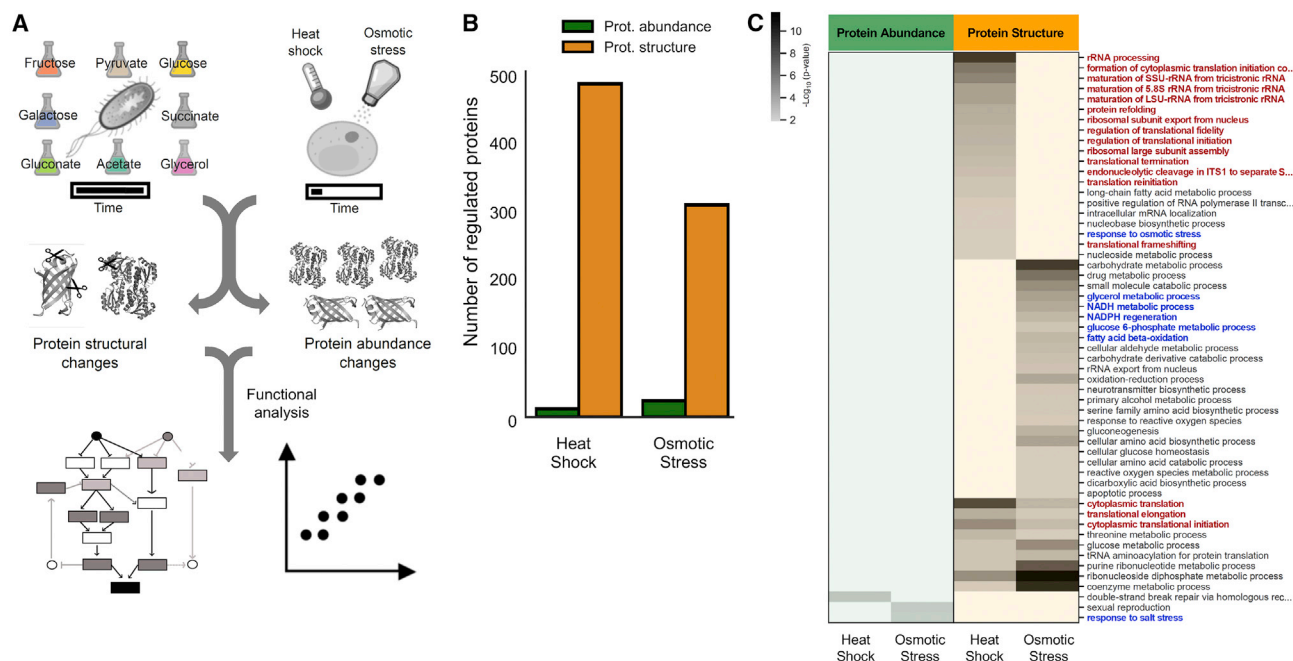 A
Fructose
Pyruvate
Glucose
Galactose
Succinate
Gluconate
Acetate
Glycerol
Time
Heat
shock
Osmotic
stress
Time
Protein structural
changes
Protein abundance
changes
Functional
analysis
B
Prot. abundance
Prot. structure
Number of regulated proteins
500
400
300
200
100
0
Heat
Shock
Osmotic
Stress
C
10
8
6
4
2
-Log10 (p-value)
Protein Abundance
Protein Structure
rRNA processing
formation of cytoplasmic translation initiation co...
maturation of SSU-rRNA from tricistronic rRNA
maturation of 5.8S rRNA from tricistronic rRNA
maturation of LSU-rRNA from tricistronic rRNA
protein refolding
ribosomal subunit export from nucleus
regulation of translational fidelity
regulation of translational initiation
ribosomal large subunit assembly
translational termination
endonucleolytic cleavage in ITS1 to separate S...
translation reinitiation
long-chain fatty acid metabolic process
positive regulation of RNA polymerase II transc...
intracellular mRNA localization
nucleobase biosynthetic process
response to osmotic stress
translational frameshifting
nucleoside metabolic process
carbohydrate metabolic process
drug metabolic process
small molecule catabolic process
glycerol metabolic process
NADH metabolic process
NADPH regeneration
glucose 6-phosphate metabolic process
fatty acid beta-oxidation
cellular aldehyde metabolic process
carbohydrate derivative catabolic process
rRNA export from nucleus
oxidation-reduction process
neurotransmitter biosynthetic process
primary alcohol metabolic process
serine family amino acid biosynthetic process
response to reactive oxygen species
gluconeogenesis
cellular amino acid biosynthetic process
cellular glucose homeostasis
cellular amino acid catabolic process
reactive oxygen species metabolic process
dicarboxylic acid biosynthetic process
apoptotic process
cytoplasmic translation
translational elongation
cytoplasmic translational initiation
threonine metabolic process
glucose metabolic process
tRNA aminoacylation for protein translation
purine ribonucleotide metabolic process
ribonucleoside diphosphate metabolic process
coenzyme metabolic process
double-strand break repair via homologous rec...
sexual reproduction
response to salt stress
Heat
Shock
Osmotic
Stress
Heat
Shock
Osmotic
Stress